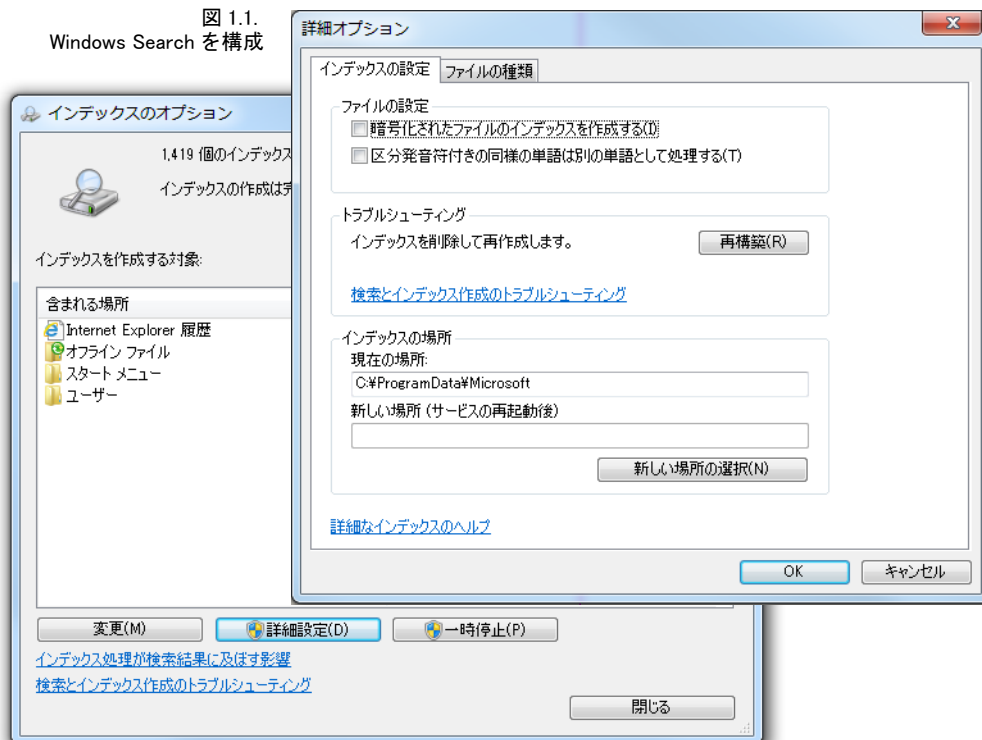 図 1.1.
Windows Search を構成
詳細オプション
インデックスの設定
ファイルの種類
ファイルの設定
暗号化されたファイルのインデックスを作成する(I)
区分発音符付きの同様の単語は別の単語として処理する(T)
トラブルシューティング
インデックスを削除して再作成します。
再構築(R)
検索とインデックス作成のトラブルシューティング
インデックスの場所
現在の場所:
C:¥ProgramData¥Microsoft
新しい場所 (サービスの再起動後)
新しい場所の選択(N)
詳細なインデックスのヘルプ
OK
キャンセル
インデックスのオプション
1,419 個のインデックス
インデックスの作成は
インデックスを作成する対象:
含まれる場所
Internet Explorer 履歴
オフライン ファイル
スタート メニュー
ユーザー
変更(M)
詳細設定(D)
一時停止(P)
インデックス処理が検索結果に及ぼす影響
検索とインデックス作成のトラブルシューティング
閉じる